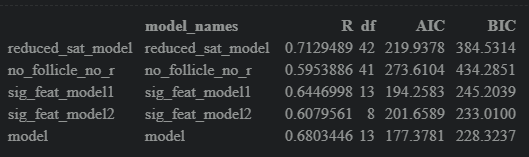 model_names R df AIC BIC
reduced_sat_model reduced_sat_model 0.7129489 42 219.9378 384.5314
no_follicle_no_r no_follicle_no_r 0.5953886 41 273.6104 434.2851
sig_feat_model1 sig_feat_model1 0.6446998 13 194.2583 245.2039
sig_feat_model2 sig_feat_model2 0.6079561 8 201.6589 233.0100
model model 0.6803446 13 177.3781 228.3237